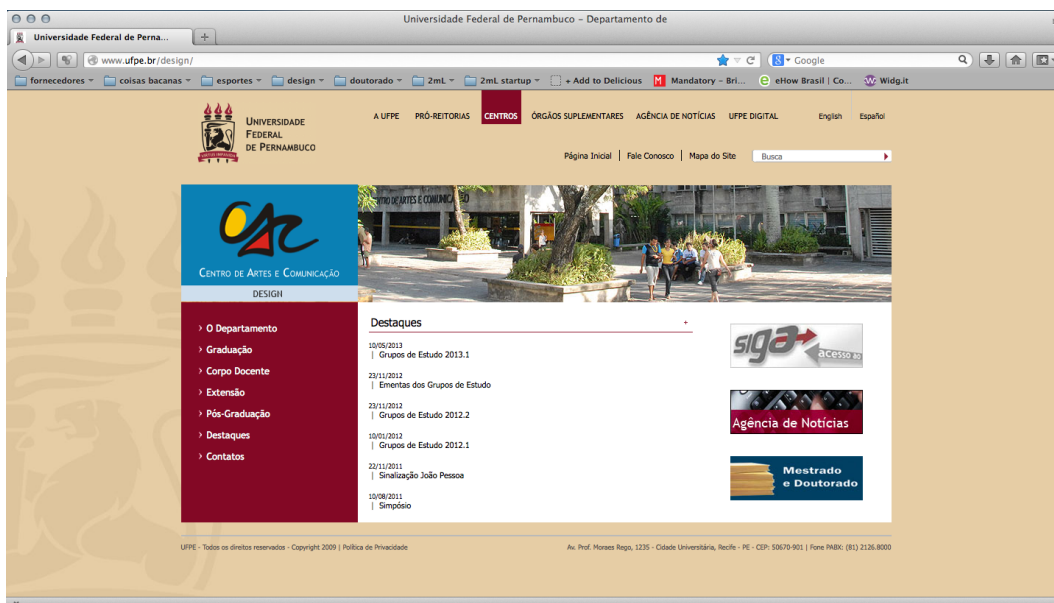 Universidade Federal de Pernambuco – Departamento de
Universidade Federal de Perna...
www.ufpe.br/design/
Google
fornecedores
coisas bacanas
esportes
design
doutorado
2mL
2mL startup
+ Add to Delicious
Mandatory – Bri...
eHow Brasil | Co...
Widg.it
UNIVERSIDADE
FEDERAL
DE PERNAMBUCO
A UFPE PRÓ-REITORIAS CENTROS ÓRGÃOS SUPLEMENTARES AGÊNCIA DE NOTÍCIAS UFPE DIGITAL English Español
Página Inicial | Fale Conosco | Mapa do Site
Busca
CAC
CENTRO DE ARTES E COMUNICAÇÃO
DESIGN
CENTRO DE ARTES E COMUNICAÇÃO
› O Departamento
› Graduação
› Corpo Docente
› Extensão
› Pós-Graduação
› Destaques
› Contatos
Destaques +
10/05/2013
| Grupos de Estudo 2013.1
23/11/2012
| Ementas dos Grupos de Estudo
23/11/2012
| Grupos de Estudo 2012.2
10/01/2012
| Grupos de Estudo 2012.1
22/11/2011
| Sinalização João Pessoa
10/08/2011
| Simpósio
siga
acesso ao
Agência de Notícias
Mestrado
e Doutorado
UFPE - Todos os direitos reservados - Copyright 2009 | Política de Privacidade
Av. Prof. Moraes Rego, 1235 - Cidade Universitária, Recife - PE - CEP: 50670-901 | Fone PABX: (81) 2126.8000